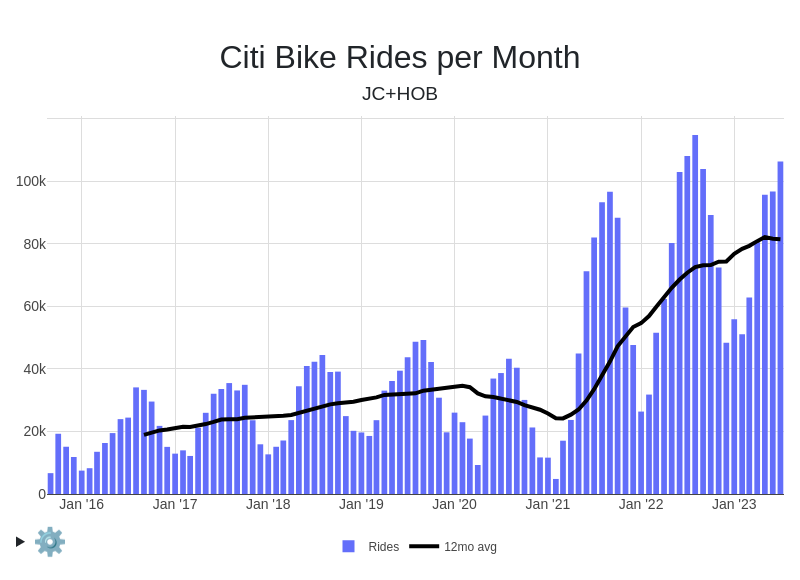 Citi Bike Rides per Month
JC+HOB
100k
80k
60k
40k
20k
0
Jan '16 Jan '17 Jan '18 Jan '19 Jan '20 Jan '21 Jan '22 Jan '23
Rides 12mo avg